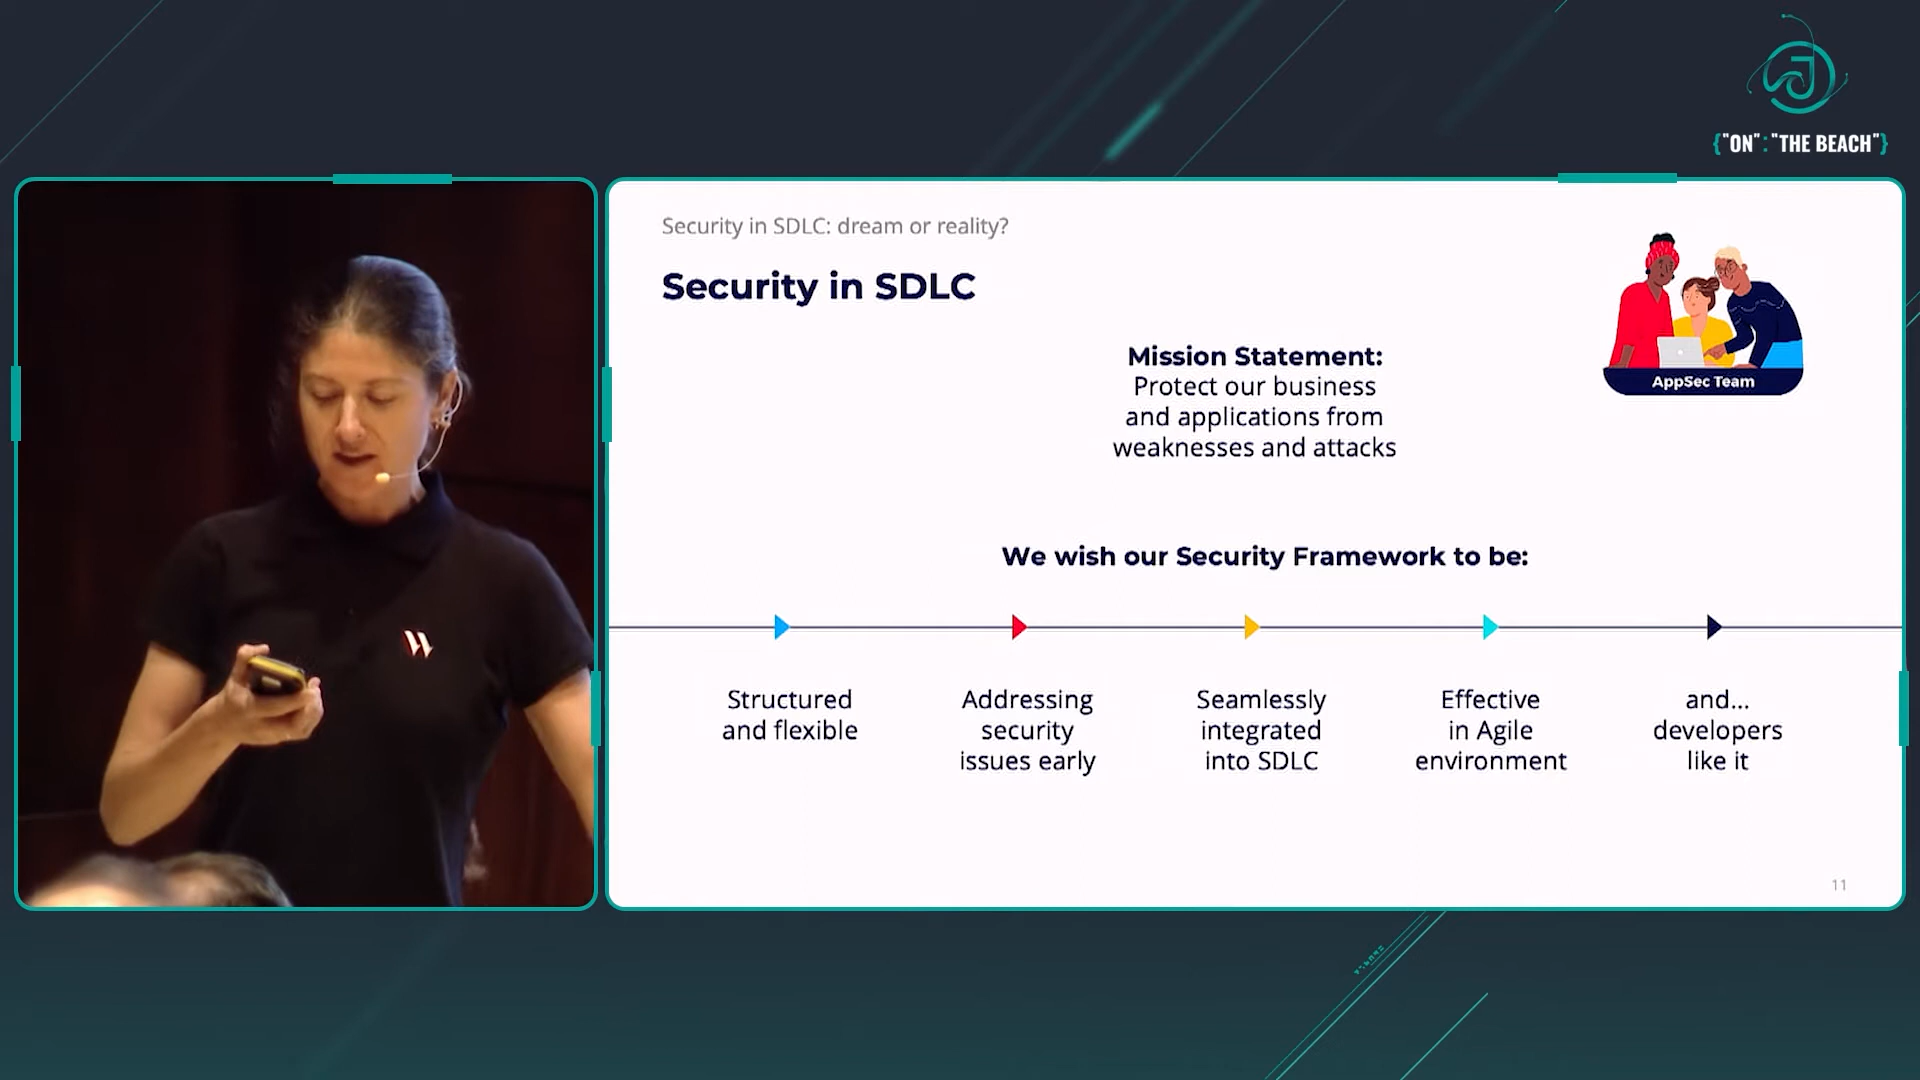 {"ON":"THE BEACH"}
Security in SDLC: dream or reality?
Security in SDLC
AppSec Team
Mission Statement:
Protect our business
and applications from
weaknesses and attacks
We wish our Security Framework to be:
Structured
and flexible
Addressing
security
issues early
Seamlessly
integrated
into SDLC
Effective
in Agile
environment
and...
developers
like it
11